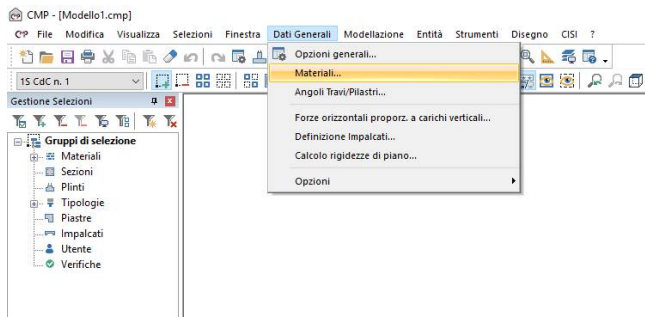 CMP - [Modello1.cmp]
CMP File Modifica Visualizza Selezioni Finestra Dati Generali Modellazione Entità Strumenti Disegno CISI ?
Opzioni generali...
1S CdC n. 1
Materiali...
Gestione Selezioni
Angoli Travi/Pilastri...
Forze orizzontali proporz. a carichi verticali...
Gruppi di selezione
Definizione Impalcati...
Materiali
Calcolo rigidezze di piano...
Sezioni
Plinti
Opzioni
Tipologie
Piastre
Impalcati
Utente
Verifiche